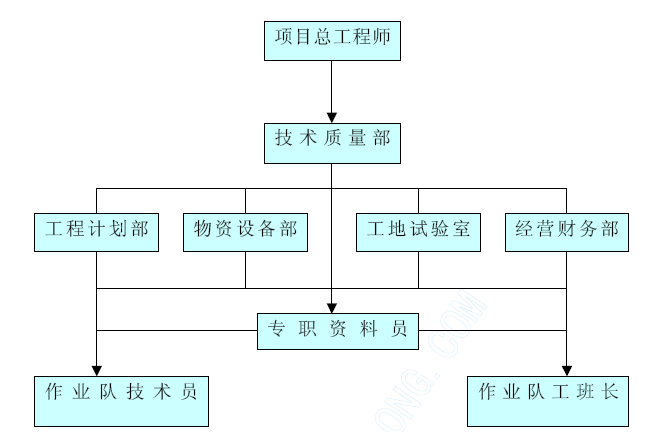 项目总工程师
技术质量部
工程计划部
物资设备部
工地试验室
经营财务部
专职资料员
作业队技术员
作业队工班长
ONG.COM